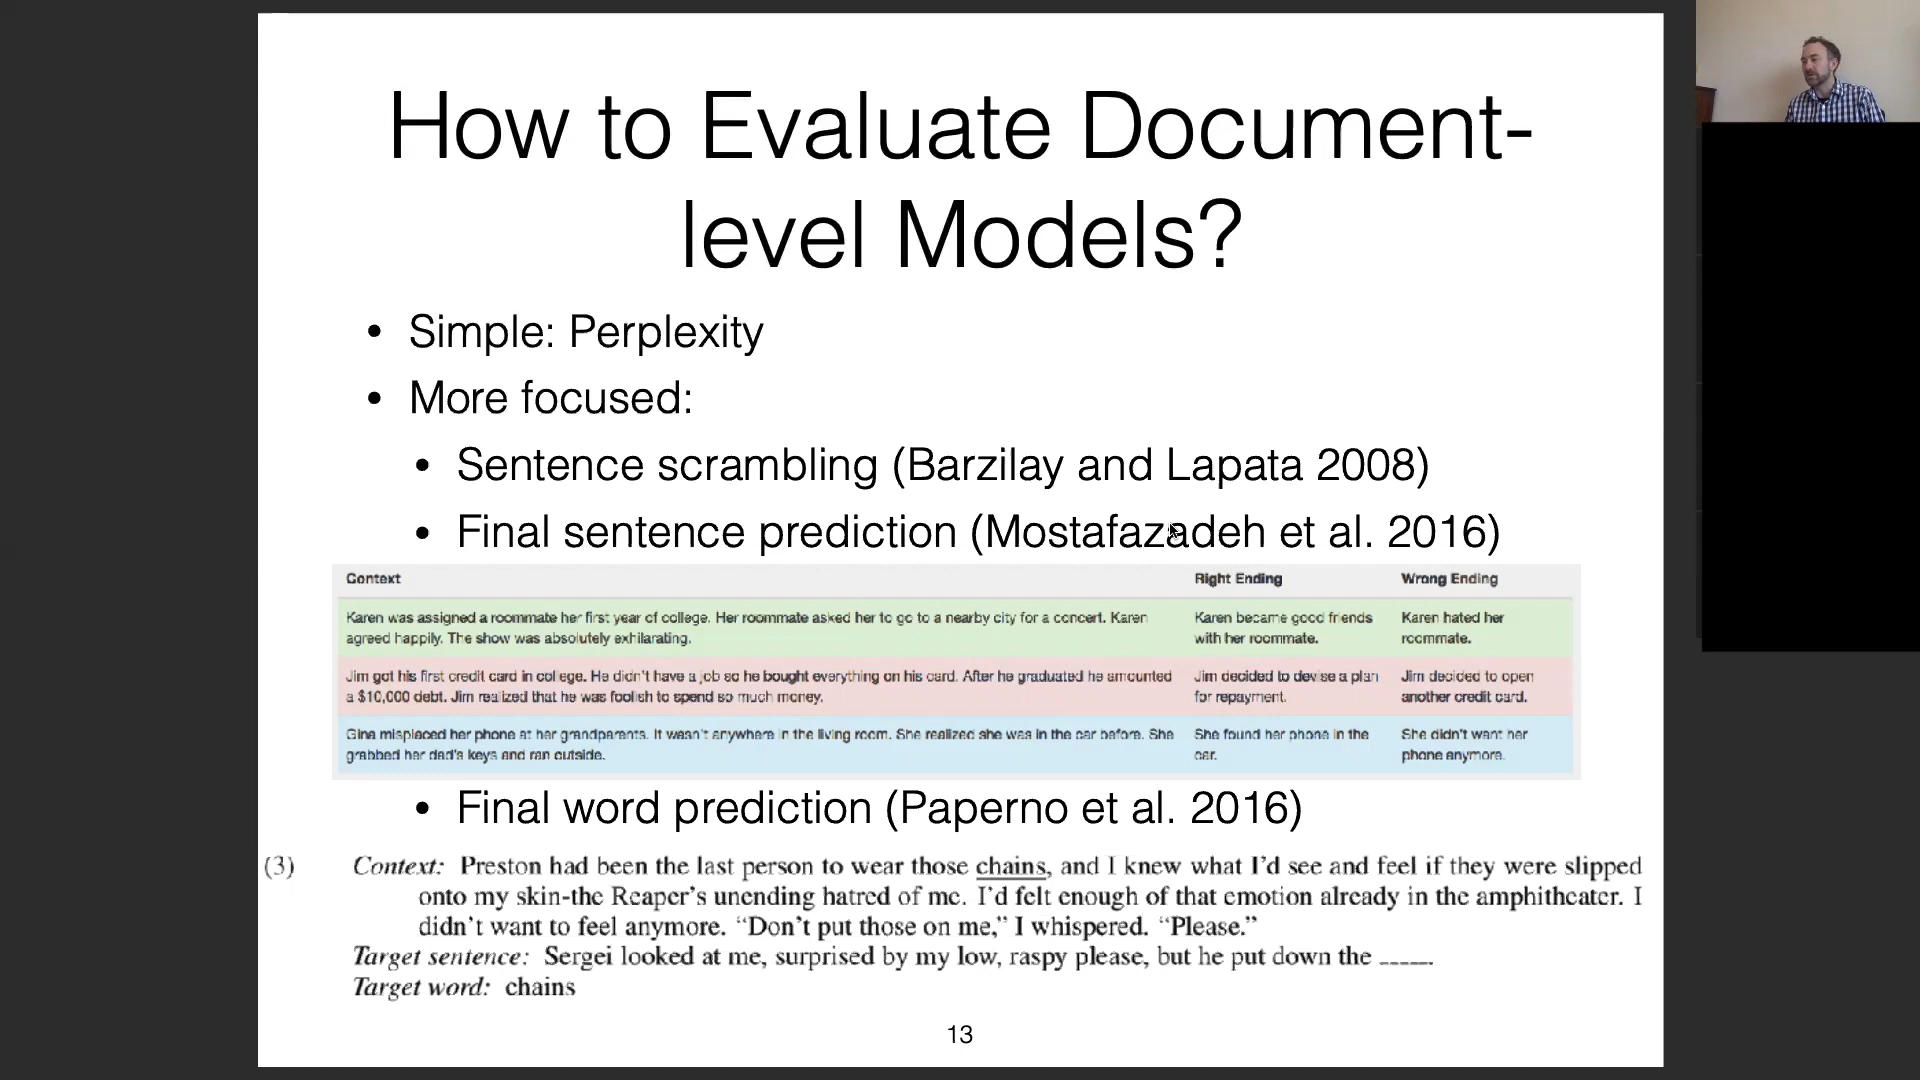 How to Evaluate Document-
level Models?
• Simple: Perplexity
• More focused:
• Sentence scrambling (Barzilay and Lapata 2008)
• Final sentence prediction (Mostafazadeh et al. 2016)
Context Right Ending Wrong Ending
Karen was assigned a roommate her first year of college. Her roommate asked her to go to a nearby city for a concert. Karen
agreed happily. The show was absolutely exhilarating.
Karen became good friends
with her roommate.
Karen hated her
roommate.
Jim got his first credit card in college. He didn't have a job so he bought everything on his card. After he graduated he amounted
a $10,000 debt. Jim realized that he was foolish to spend so much money.
Jim decided to devise a plan
for repayment.
Jim decided to open
another credit card.
Gina misplaced her phone at her grandparents. It wasn't anywhere in the living room. She realized she was in the car before. She
grabbed her dad's keys and ran outside.
She found her phone in the
car.
She didn't want her
phone anymore.
• Final word prediction (Paperno et al. 2016)
(3) Context: Preston had been the last person to wear those chains, and I knew what I'd see and feel if they were slipped
onto my skin-the Reaper's unending hatred of me. I'd felt enough of that emotion already in the amphitheater. I
didn't want to feel anymore. "Don't put those on me," I whispered. "Please."
Target sentence: Sergei looked at me, surprised by my low, raspy please, but he put down the _____.
Target word: chains
13